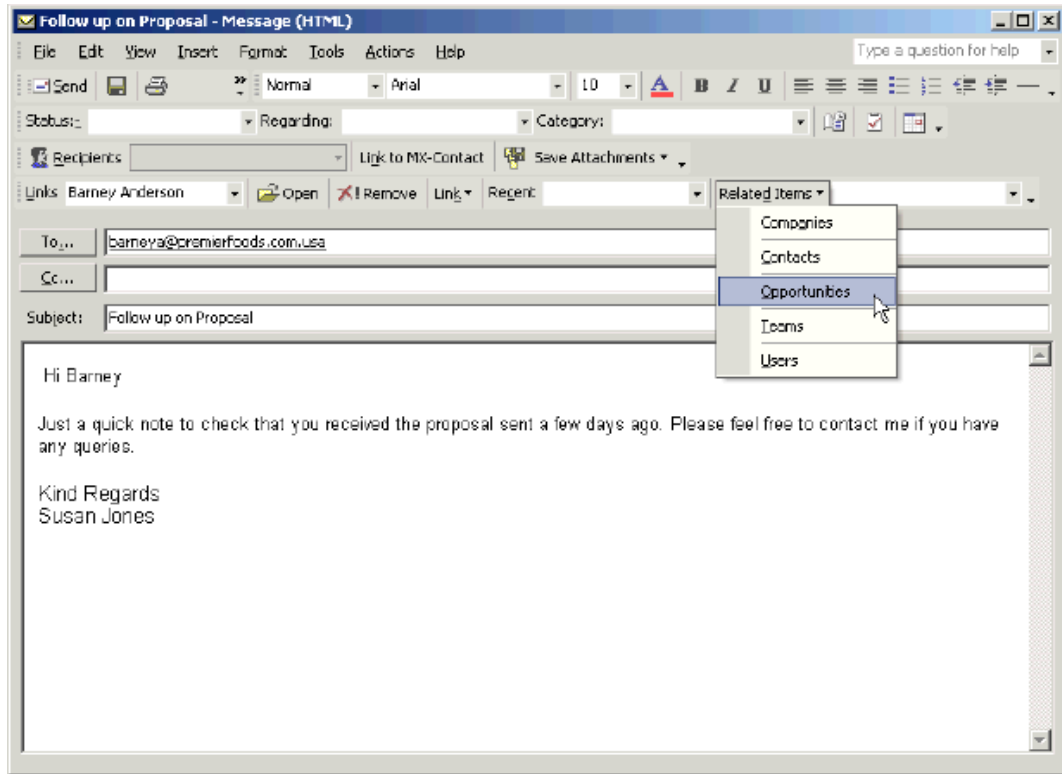 Follow up on Proposal - Message (HTML)
File Edit View Insert Format Tools Actions Help Type a question for help
Send Normal Arial 10 A B I U
Status: Regarding: Category:
Recipients Link to MX-Contact Save Attachments
Links Barney Anderson Open Remove Link Recent Related Items
Companies
To... barneya@premierfoods.com.usa
Contacts
Cc...
Opportunities
Subject: Follow up on Proposal
Teams
Users
Hi Barney
Just a quick note to check that you received the proposal sent a few days ago. Please feel free to contact me if you have
any queries.
Kind Regards
Susan Jones